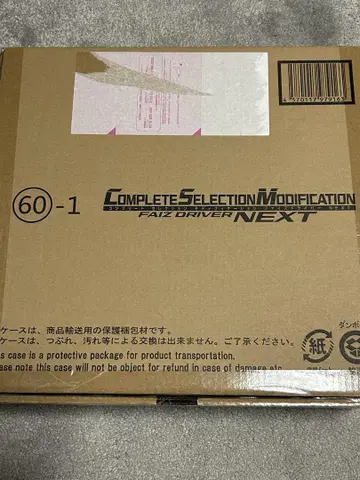 ⑥⓪-1
COMPLETE SELECTION MODIFICATION
FAIZ DRIVER NEXT
ケースは、商品輸送用の保護梱包材です。
ケースは、つぶれ、汚れ等による交換は出来ません。ご了承ください。
is case is a protective package for product transportation.
ease note this case will not be object for refund in case of damage etc
紙
ダンボ